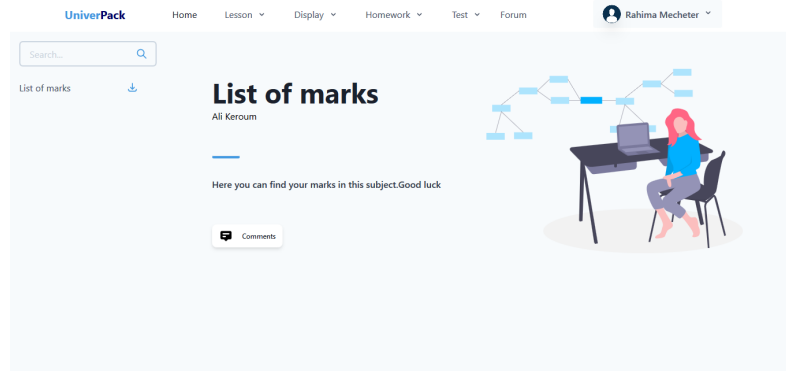 UniverPack Home Lesson Display Homework Test Forum Rahima Mecheter
Search...
List of marks
List of marks
Ali Keroum
Here you can find your marks in this subject.Good luck
Comments